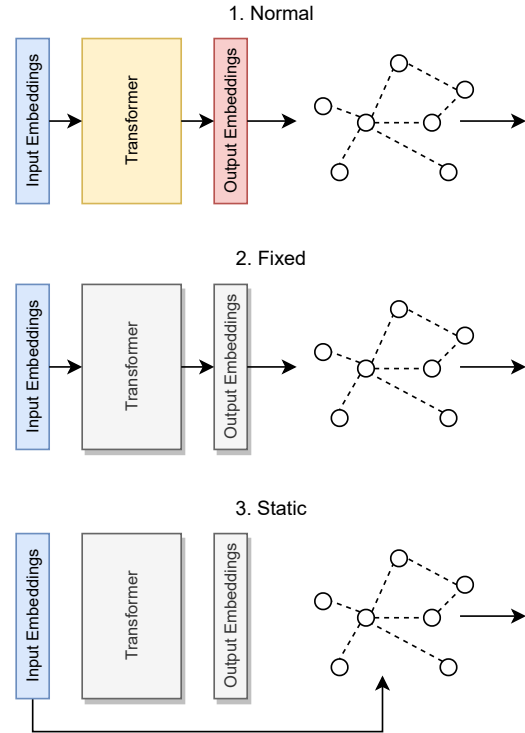 1. Normal
Input Embeddings
Transformer
Output Embeddings
2. Fixed
Input Embeddings
Transformer
Output Embeddings
3. Static
Input Embeddings
Transformer
Output Embeddings